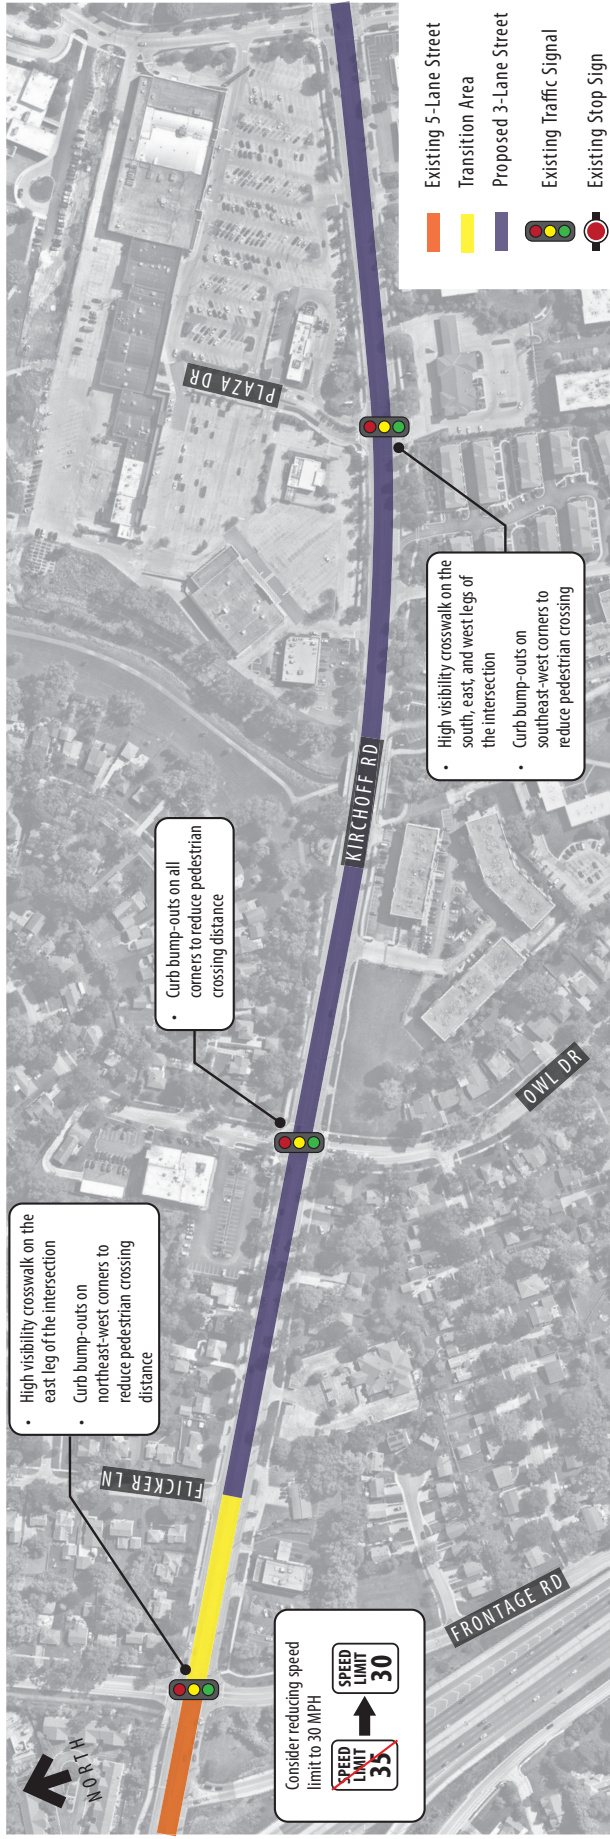 High visibility crosswalk on the
east leg of the intersection
Curb bump-outs on
northeast-west corners to
reduce pedestrian crossing
distance
Curb bump-outs on all
corners to reduce pedestrian
crossing distance
High visibility crosswalk on the
south, east, and west legs of
the intersection
Curb bump-outs on
southeast-west corners to
reduce pedestrian crossing
Consider reducing speed
limit to 30 MPH
SPEED
LIMIT
35
SPEED
LIMIT
30
NORTH
FLICKER LN
FRONTAGE RD
OWL DR
KIRCHOFF RD
PLAZA DR
Existing 5-Lane Street
Transition Area
Proposed 3-Lane Street
Existing Traffic Signal
Existing Stop Sign